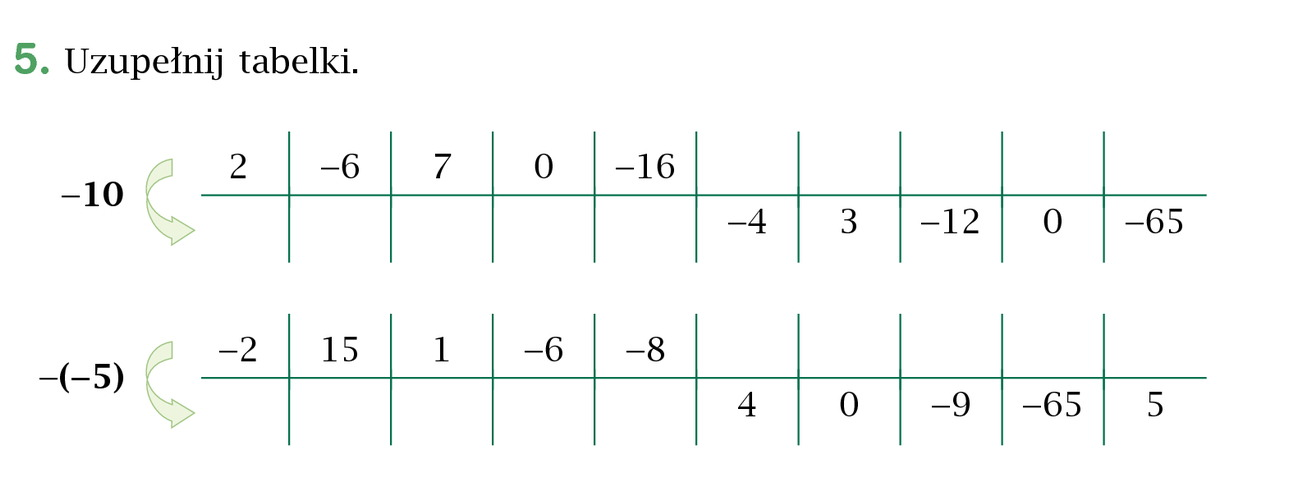 5. Uzupełnij tabelki.
–10 2 –6 7 0 –16
–4 3 –12 0 –65
–(–5) –2 15 1 –6 –8
4 0 –9 –65 5